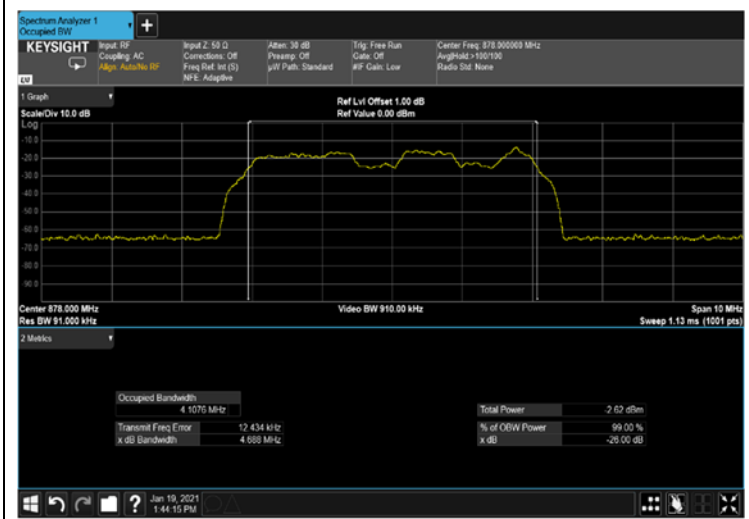 Spectrum Analyzer 1
Occupied BW
+
KEYSIGHT
Input: RF
Coupling: AC
Align: Auto/No RF
Input Z: 50 Ω
Corrections: Off
Freq Ref: Int (S)
NFE: Adaptive
Atten: 30 dB
Preamp: Off
µW Path: Standard
Trig: Free Run
Gate: Off
#IF Gain: Low
Center Freq: 878.000000 MHz
Avg|Hold:>100/100
Radio Std: None
1 Graph
Scale/Div 10.0 dB
Ref Lvl Offset 1.00 dB
Ref Value 0.00 dBm
Log
-10.0
-20.0
-30.0
-40.0
-50.0
-60.0
-70.0
-80.0
-90.0
Center 878.000 MHz
Res BW 91.000 kHz
Video BW 910.00 kHz
Span 10 MHz
Sweep 1.13 ms (1001 pts)
2 Metrics
Occupied Bandwidth
4.1076 MHz
Transmit Freq Error 12.434 kHz
x dB Bandwidth 4.688 MHz
Total Power -2.62 dBm
% of OBW Power 99.00 %
x dB -26.00 dB
?
Jan 19, 2021
1:44:15 PM